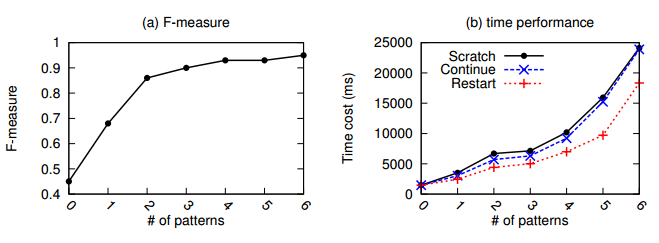 (a) F-measure
1
0.9
0.8
0.7
0.6
0.5
0.4
F-measure
0 1 2 3 4 5 6
# of patterns
(b) time performance
25000
20000
15000
10000
5000
0
Time cost (ms)
Scratch
Continue
Restart
0 1 2 3 4 5 6
# of patterns